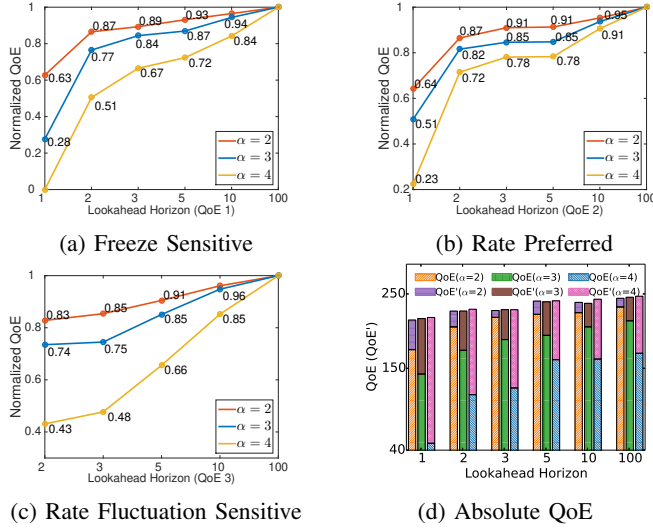 Normalized QoE
1
0.8
0.6
0.4
0.2
0
0.63
0.87
0.89
0.93
0.28
0.77
0.84
0.87
0.94
0.51
0.67
0.72
0.84
α = 2
α = 3
α = 4
1 2 3 5 10 100
Lookahead Horizon (QoE 1)
(a) Freeze Sensitive
Normalized QoE
1
0.8
0.6
0.4
0.2
0.64
0.87
0.91
0.91
0.95
0.51
0.82
0.85
0.85
0.91
0.23
0.72
0.78
0.78
α = 2
α = 3
α = 4
1 2 3 5 10 100
Lookahead Horizon (QoE 2)
(b) Rate Preferred
Normalized QoE
1
0.8
0.6
0.4
0.83
0.85
0.91
0.96
0.74
0.75
0.85
0.43
0.48
0.66
0.85
α = 2
α = 3
α = 4
2 3 5 10 100
Lookahead Horizon (QoE 3)
(c) Rate Fluctuation Sensitive
QoE(α=2) QoE(α=3) QoE(α=4)
QoE'(α=2) QoE'(α=3) QoE'(α=4)
QoE (QoE')
250
150
40
1 2 3 5 10 100
Lookahead Horizon
(d) Absolute QoE